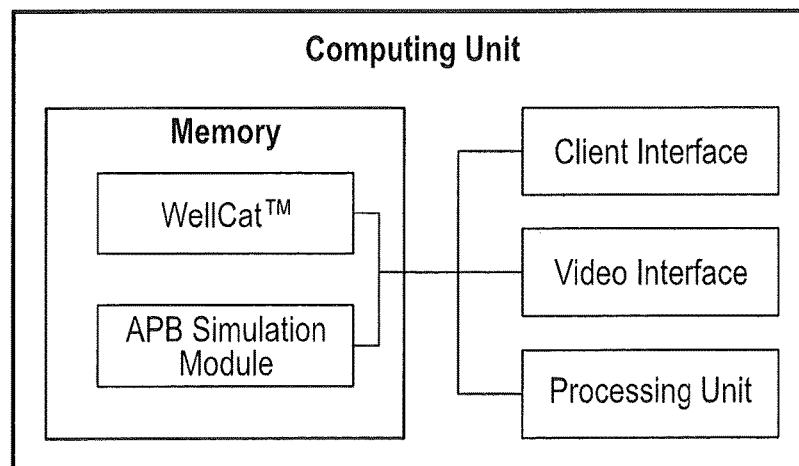 Computing Unit
Memory
WellCat™
APB Simulation
Module
Client Interface
Video Interface
Processing Unit